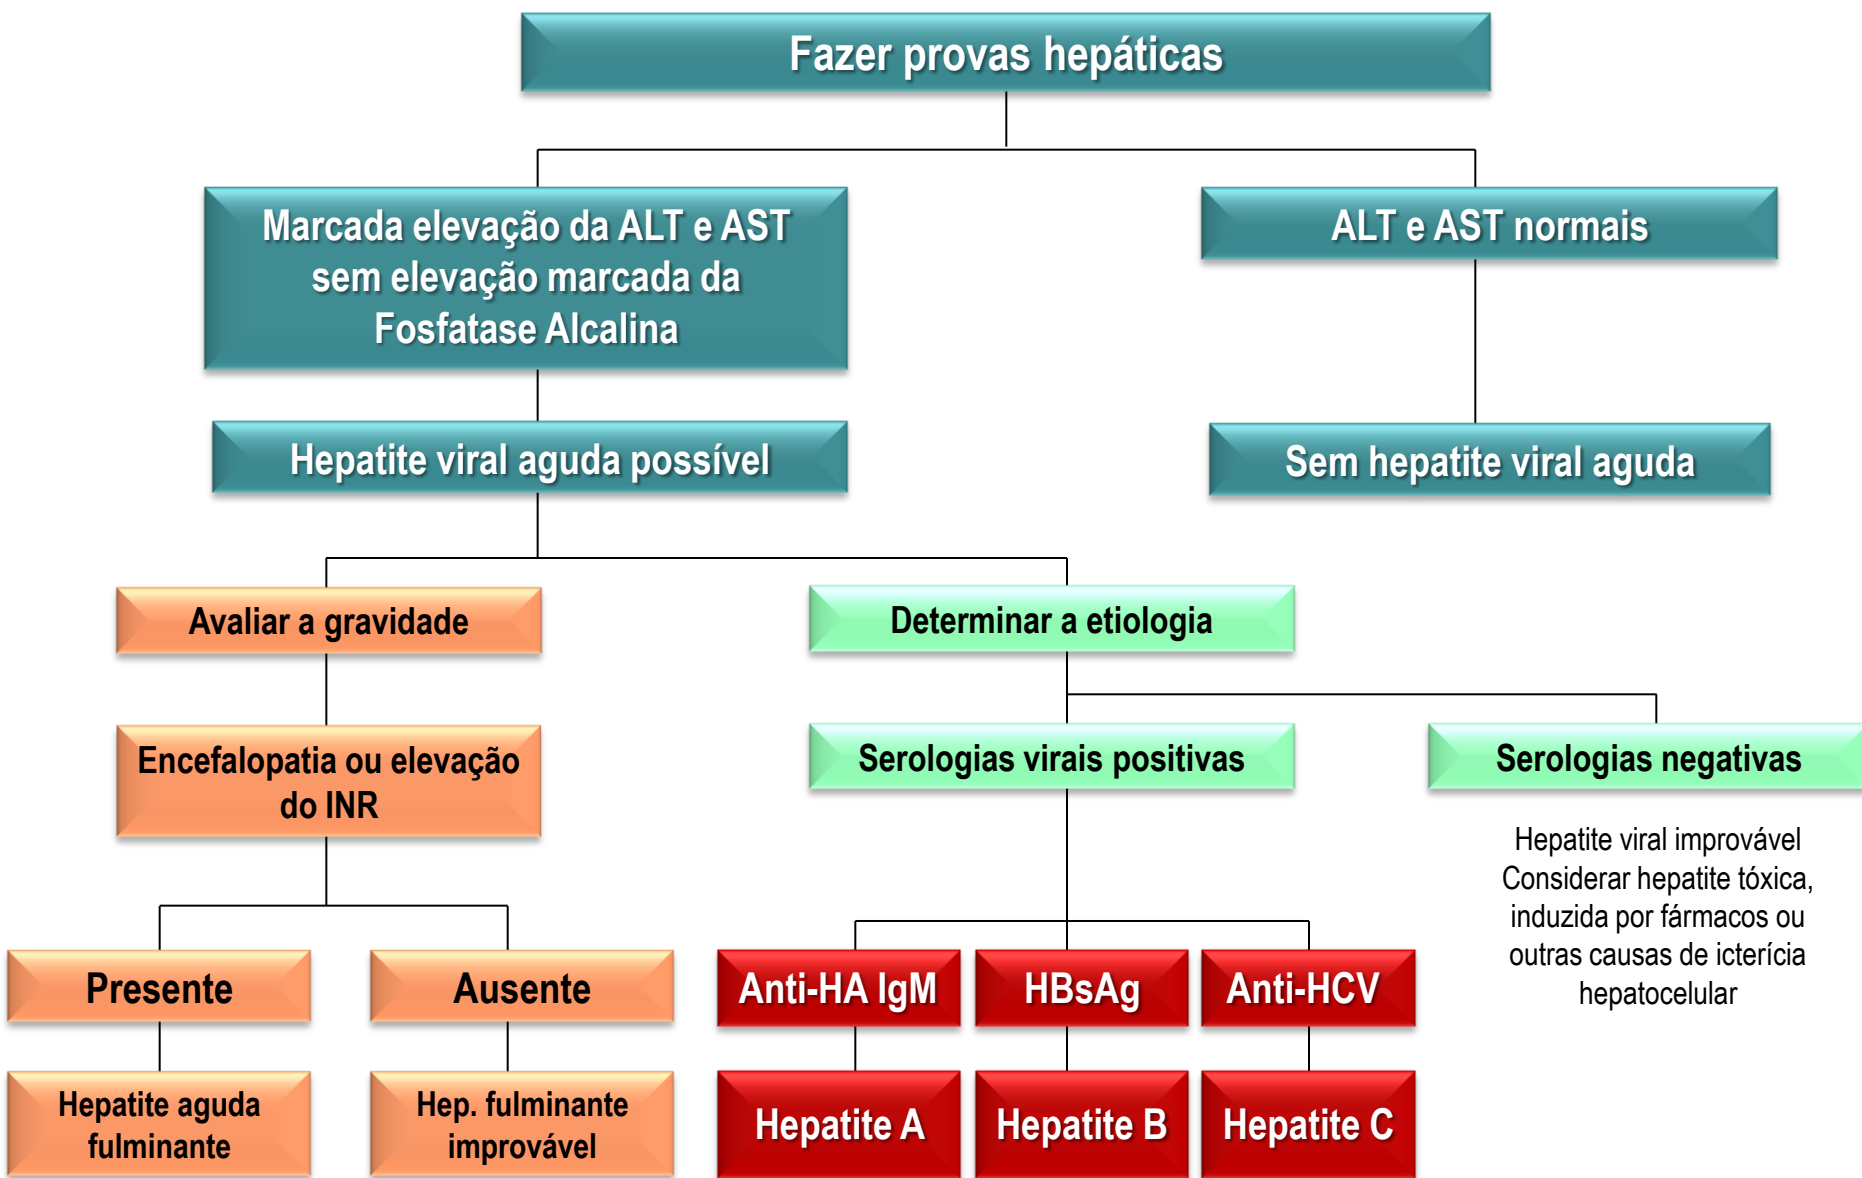 Fazer provas hepáticas
Marcada elevação da ALT e AST
sem elevação marcada da
Fosfatase Alcalina
ALT e AST normais
Hepatite viral aguda possível
Sem hepatite viral aguda
Avaliar a gravidade
Determinar a etiologia
Encefalopatia ou elevação
do INR
Serologias virais positivas
Serologias negativas
Hepatite viral improvável
Considerar hepatite tóxica,
induzida por fármacos ou
outras causas de icterícia
hepatocelular
Presente
Ausente
Anti-HA IgM
HBsAg
Anti-HCV
Hepatite aguda
fulminante
Hep. fulminante
improvável
Hepatite A
Hepatite B
Hepatite C